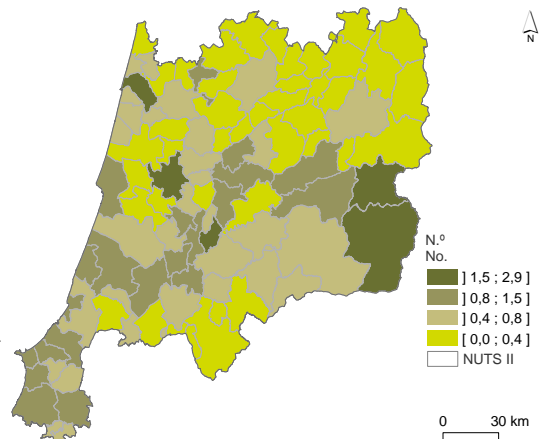 N
N.º
No.
] 1,5 ; 2,9 ]
] 0,8 ; 1,5 ]
] 0,4 ; 0,8 ]
[ 0,0 ; 0,4 ]
NUTS II
0 30 km